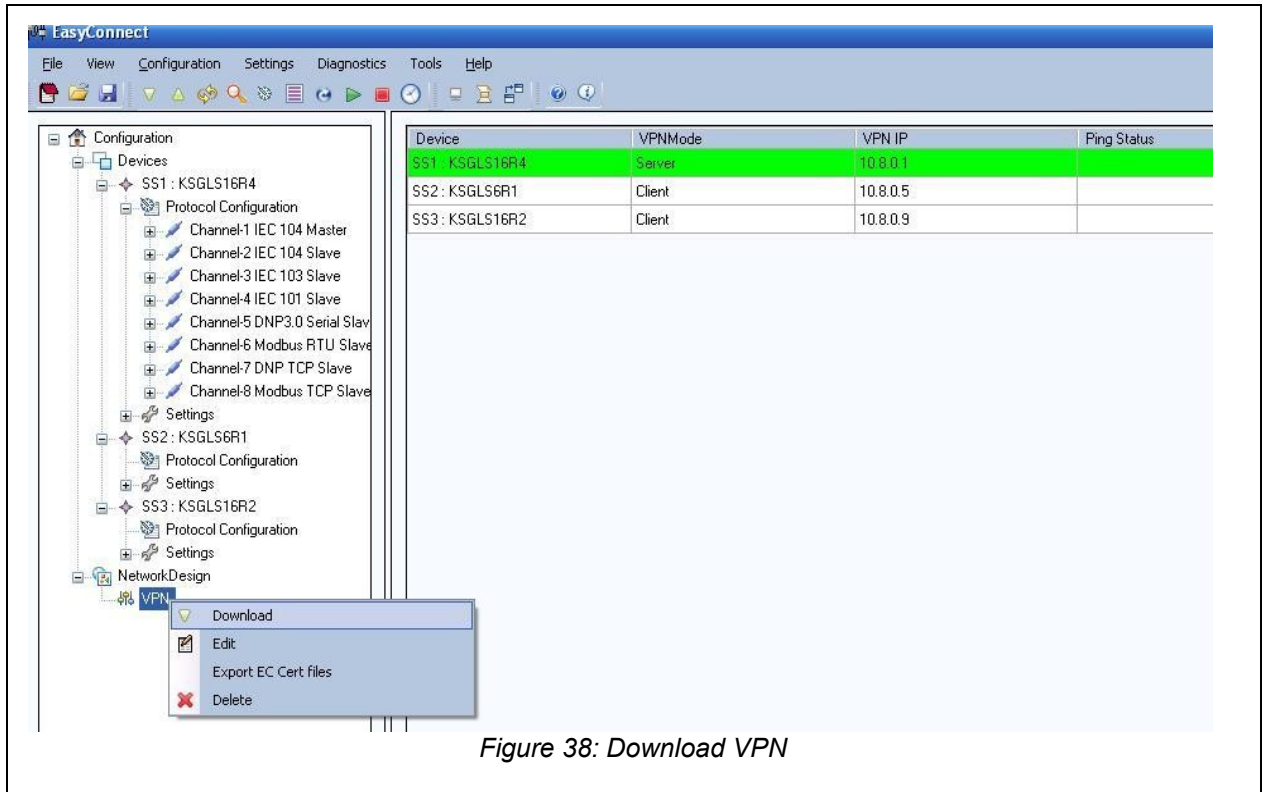 EasyConnect
File View Configuration Settings Diagnostics Tools Help
Configuration
Devices
SS1 : KSGLS16R4
Protocol Configuration
Channel-1 IEC 104 Master
Channel-2 IEC 104 Slave
Channel-3 IEC 103 Slave
Channel-4 IEC 101 Slave
Channel-5 DNP3.0 Serial Slav
Channel-6 Modbus RTU Slave
Channel-7 DNP TCP Slave
Channel-8 Modbus TCP Slave
Settings
SS2 : KSGLS6R1
Protocol Configuration
Settings
SS3 : KSGLS16R2
Protocol Configuration
Settings
NetworkDesign
VPN
Download
Edit
Export EC Cert files
Delete
Device VPNMode VPN IP Ping Status
SS1 : KSGLS16R4 Server 10.8.0.1
SS2 : KSGLS6R1 Client 10.8.0.5
SS3 : KSGLS16R2 Client 10.8.0.9
Figure 38: Download VPN